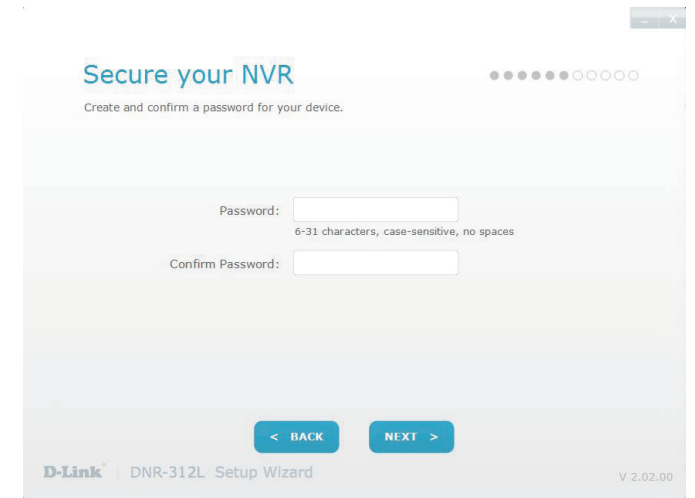 _ X
Secure your NVR
Create and confirm a password for your device.
Password:
6-31 characters, case-sensitive, no spaces
Confirm Password:
< BACK NEXT >
D-Link DNR-312L Setup Wizard V 2.02.00